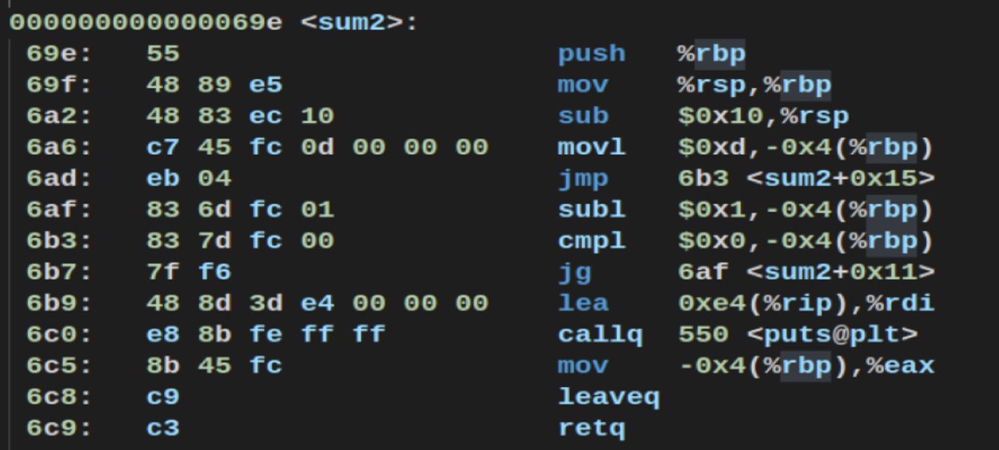 000000000000069e <sum2>:
69e: 55 push %rbp
69f: 48 89 e5 mov %rsp,%rbp
6a2: 48 83 ec 10 sub $0x10,%rsp
6a6: c7 45 fc 0d 00 00 00 movl $0xd,-0x4(%rbp)
6ad: eb 04 jmp 6b3 <sum2+0x15>
6af: 83 6d fc 01 subl $0x1,-0x4(%rbp)
6b3: 83 7d fc 00 cmpl $0x0,-0x4(%rbp)
6b7: 7f f6 jg 6af <sum2+0x11>
6b9: 48 8d 3d e4 00 00 00 lea 0xe4(%rip),%rdi
6c0: e8 8b fe ff ff callq 550 <puts@plt>
6c5: 8b 45 fc mov -0x4(%rbp),%eax
6c8: c9 leaveq
6c9: c3 retq